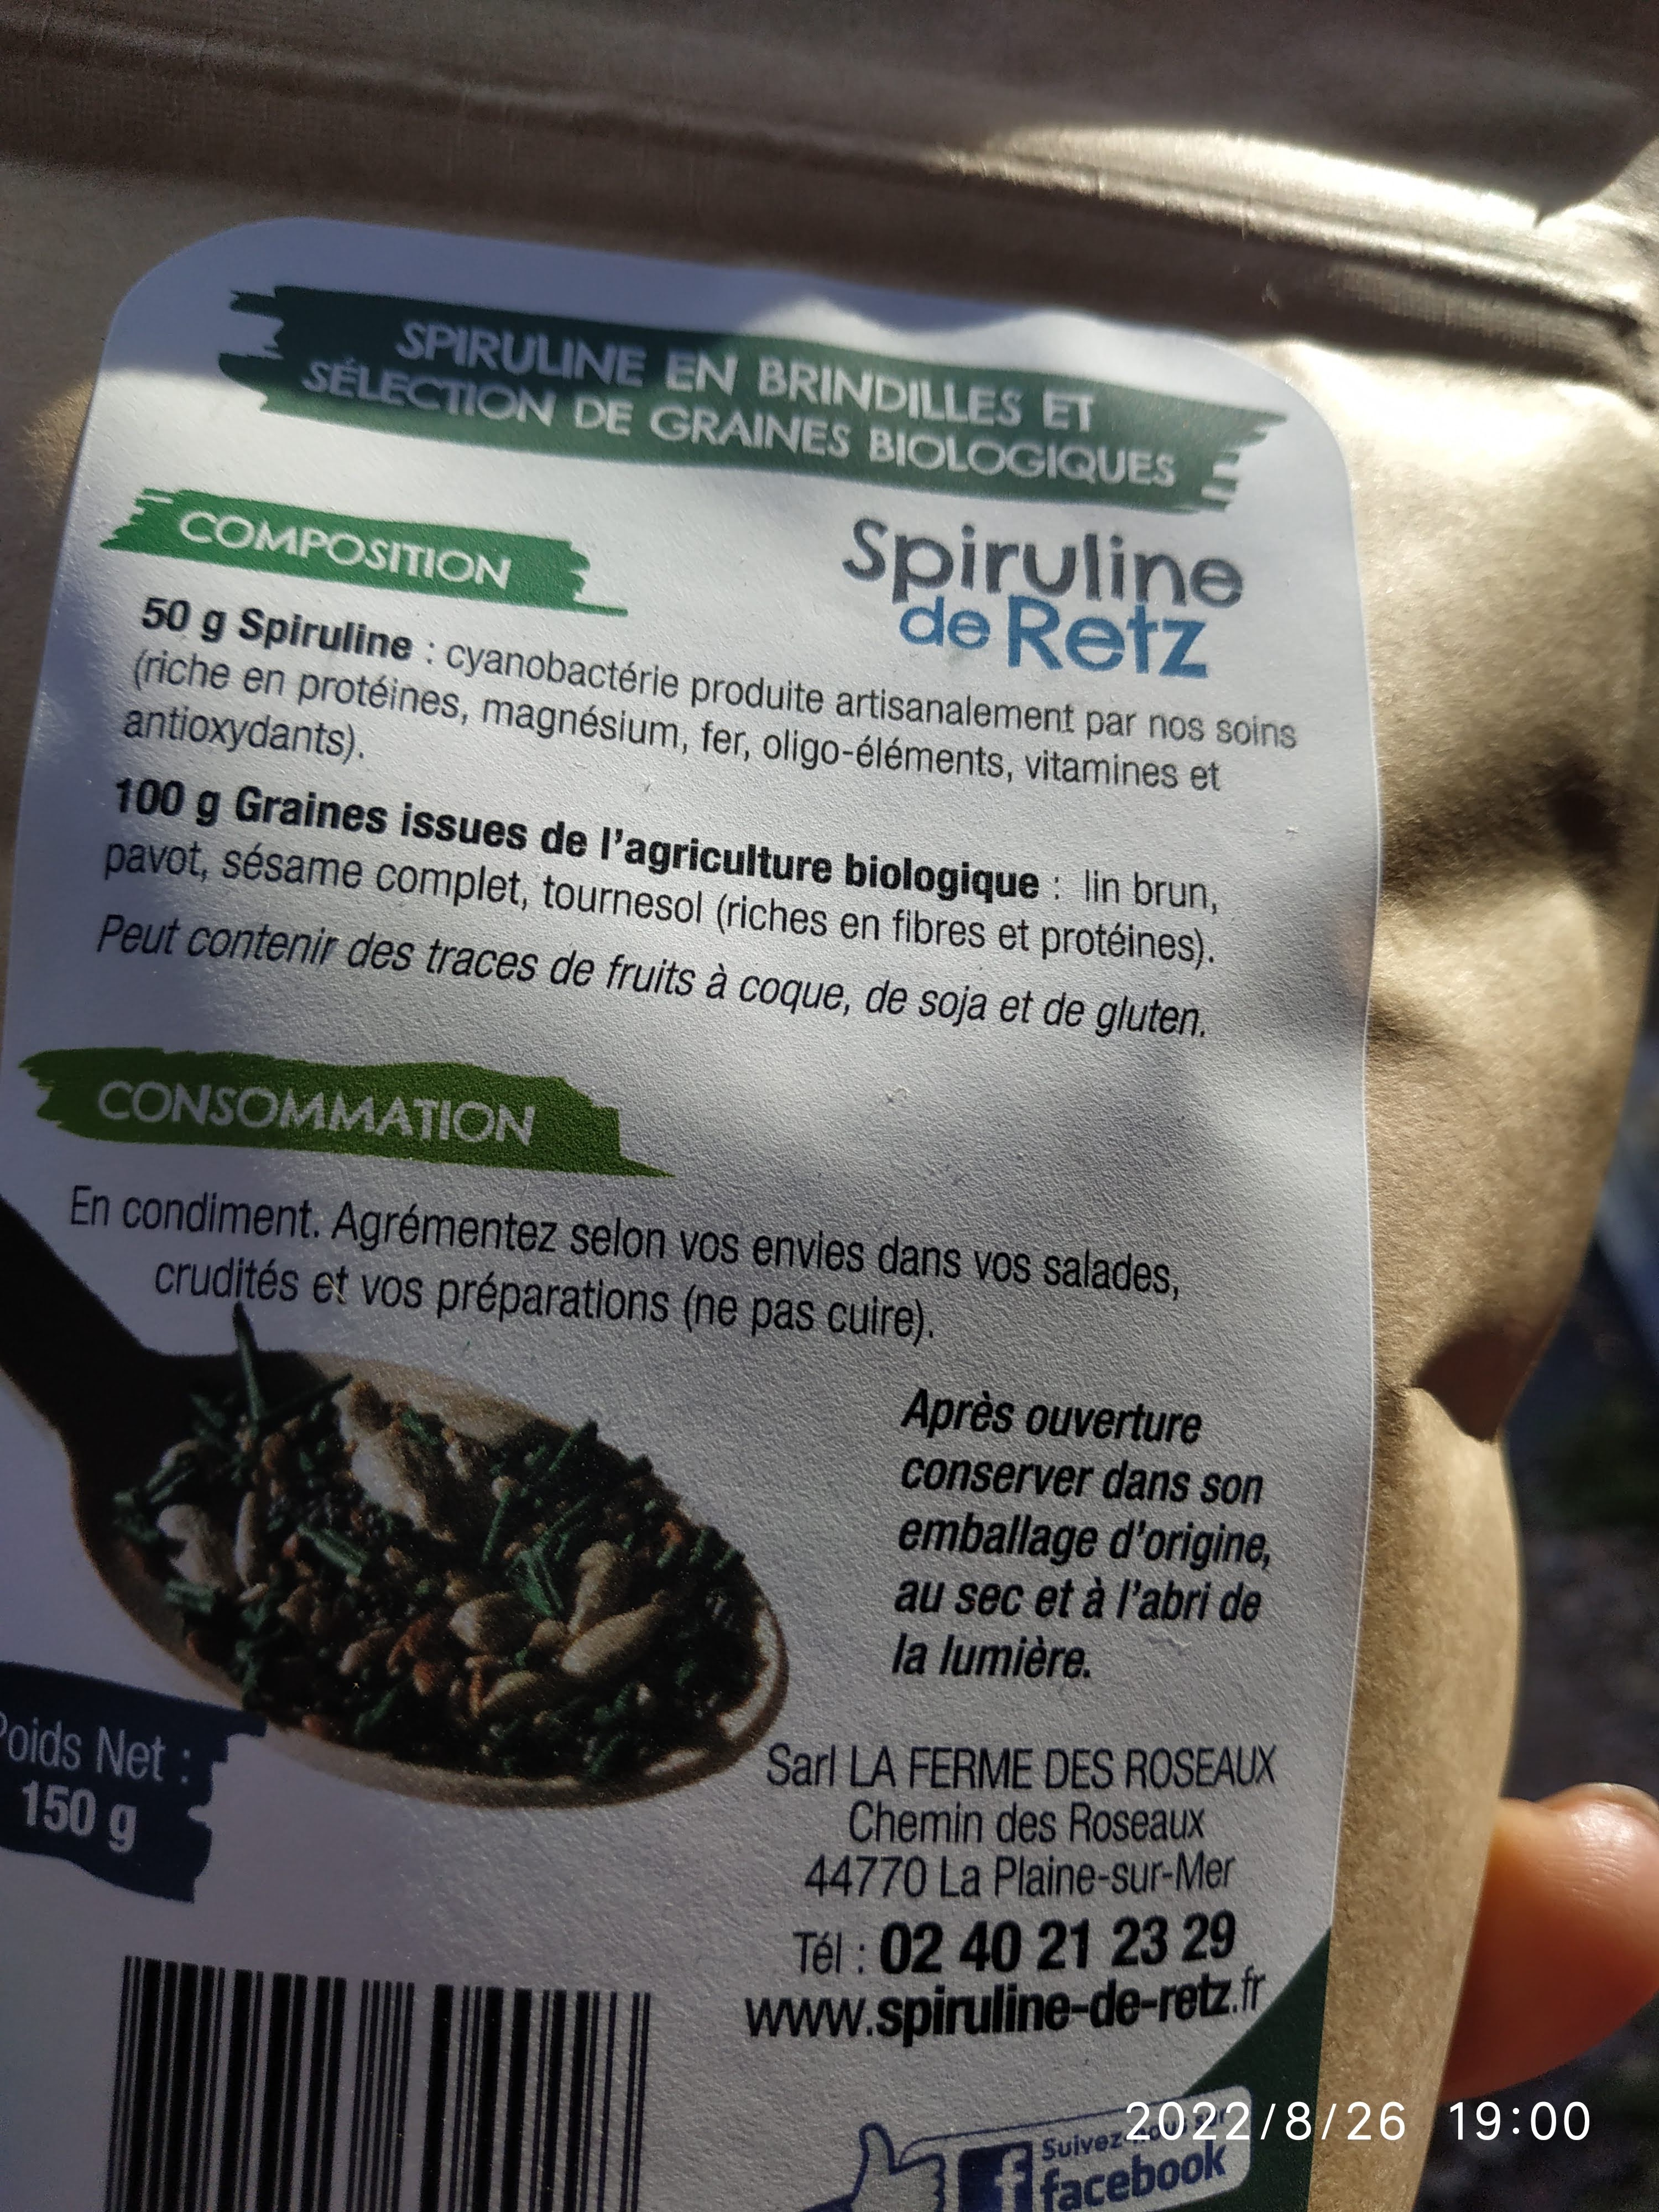 SPIRULINE EN BRINDILLES ET
SÉLECTION DE GRAINES BIOLOGIQUES
COMPOSITION
Spiruline
de Retz
50 g Spiruline : cyanobactérie produite artisanalement par nos soins
(riche en protéines, magnésium, fer, oligo-éléments, vitamines et
antioxydants).
100 g Graines issues de l'agriculture biologique : lin brun,
pavot, sésame complet, tournesol (riches en fibres et protéines).
Peut contenir des traces de fruits à coque, de soja et de gluten.
CONSOMMATION
En condiment. Agrémentez selon vos envies dans vos salades,
crudités et vos préparations (ne pas cuire).
Après ouverture
conserver dans son
emballage d'origine,
au sec et à l'abri de
la lumière.
Poids Net :
150 g
Sarl LA FERME DES ROSEAUX
Chemin des Roseaux
44770 La Plaine-sur-Mer
Tél : 02 40 21 23 29
www.spiruline-de-retz.fr
Suivez
facebook
2022/8/26 19:00